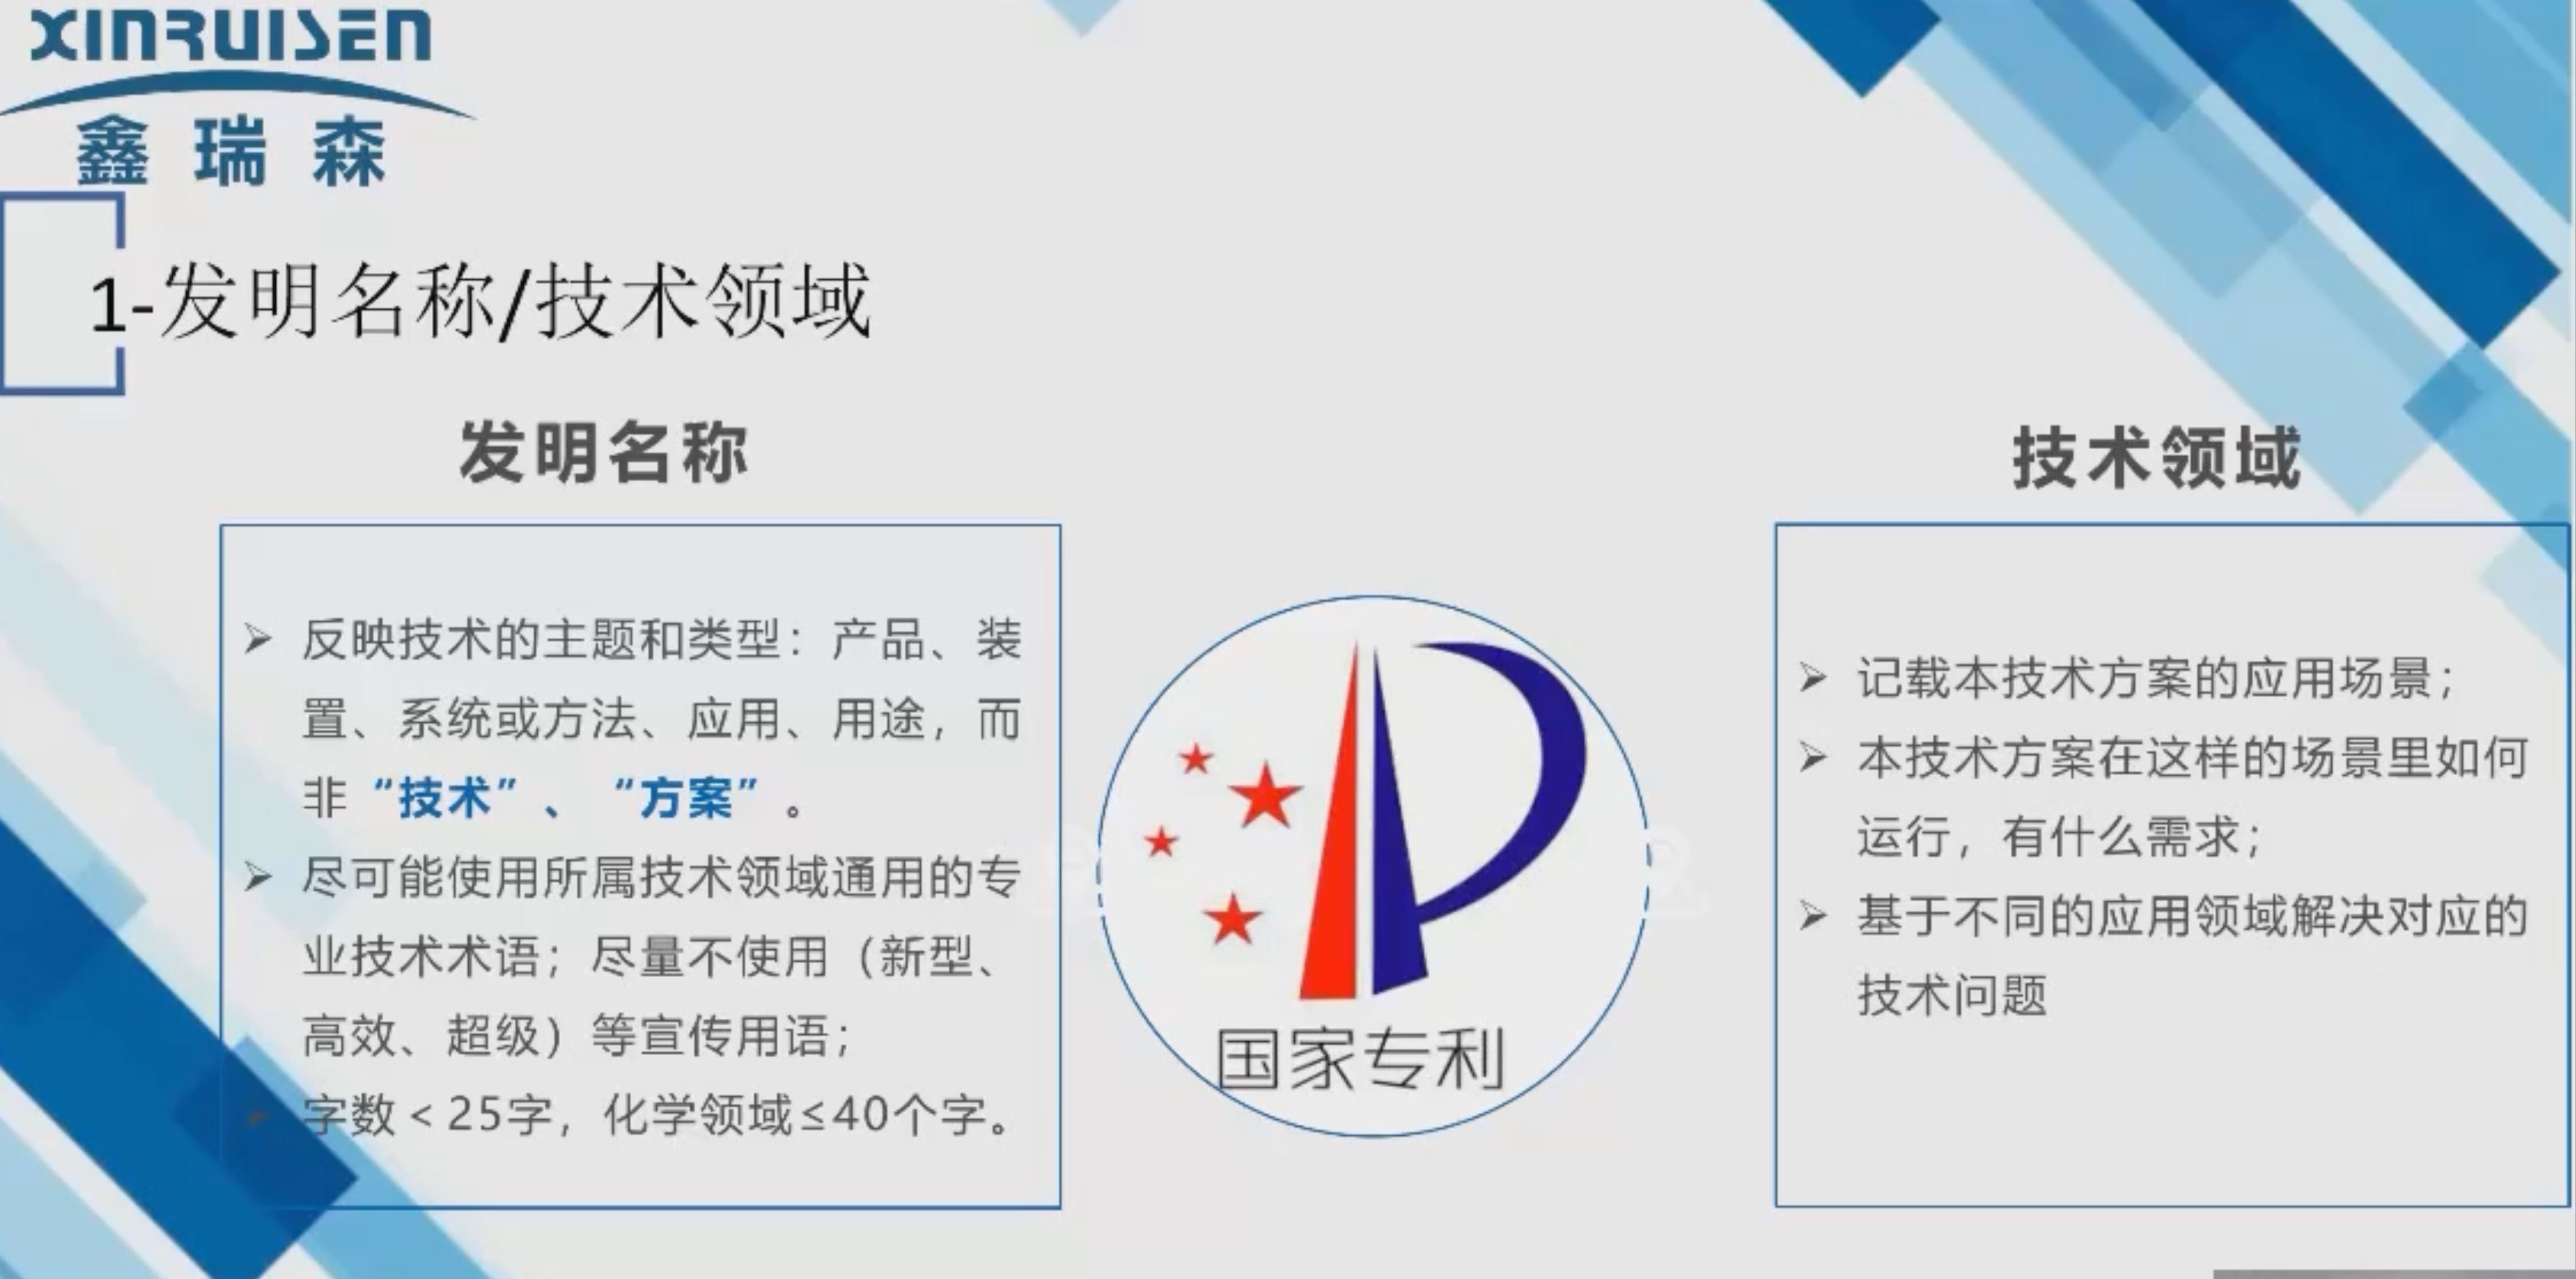 XINRUISEN
鑫瑞森
1-发明名称/技术领域
发明名称
反映技术的主题和类型：产品、装
置、系统或方法、应用、用途，而
非“技术”、“方案”。
尽可能使用所属技术领域通用的专
业技术术语；尽量不使用（新型、
高效、超级）等宣传用语；
字数＜25字，化学领域≤40个字。
国家专利
技术领域
记载本技术方案的应用场景；
本技术方案在这样的场景里如何
运行，有什么需求；
基于不同的应用领域解决对应的
技术问题